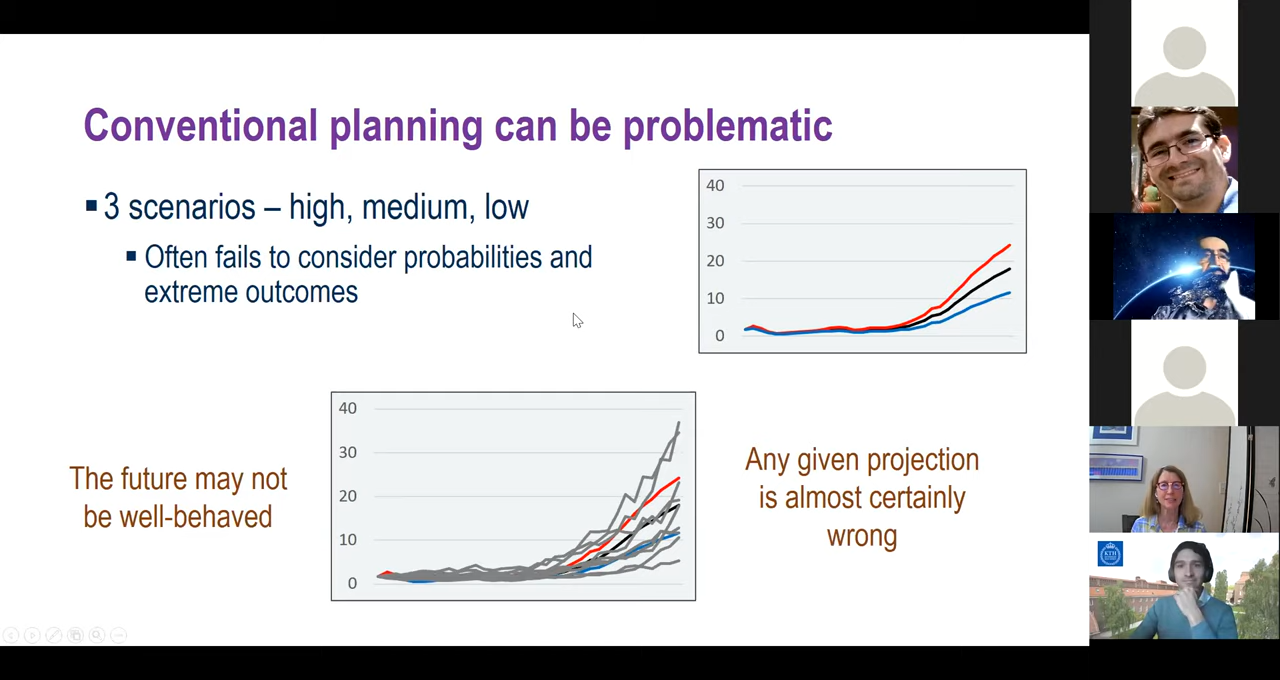 Conventional planning can be problematic
▪ 3 scenarios – high, medium, low
▪ Often fails to consider probabilities and
extreme outcomes
40
30
20
10
0
The future may not
be well-behaved
40
30
20
10
0
Any given projection
is almost certainly
wrong
KTH